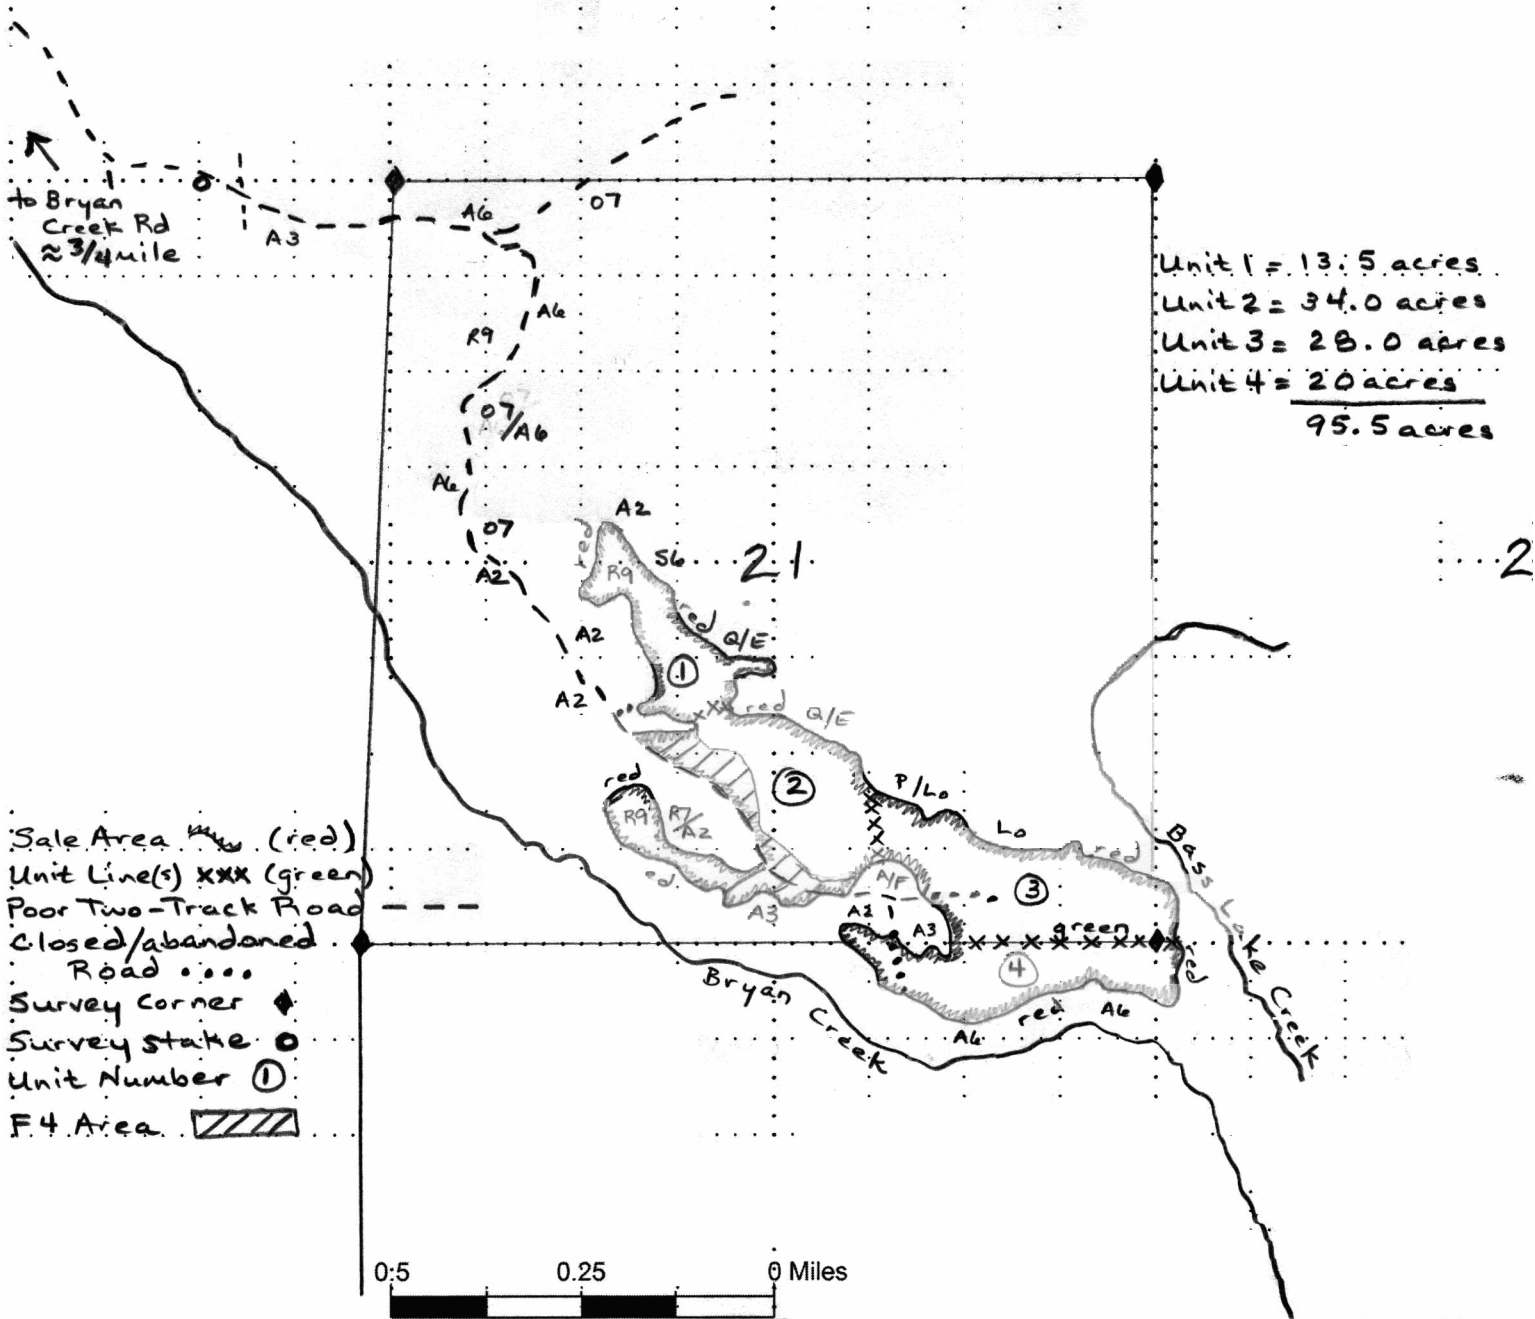 to Bryan
Creek Rd
≈ 3/4 mile
A3
A6
07
A6
R9
07/A6
A6
07
A2
A2
A2
Unit 1 = 13.5 acres
Unit 2 = 34.0 acres
Unit 3 = 28.0 acres
Unit 4 = 20 acres
95.5 acres
A2
red
S6
R9
21
2
red
Q/E
1
red
Q/E
2
P/Lo
Lo
red
red
R9
R7/A2
A3
A/F
3
A2
1
A3
green
4
red
red
A6
A6
Bass Lake Creek
Bryan Creek
Sale Area (red)
Unit Line(s) xxx (green)
Poor Two-Track Road
Closed/abandoned
Road
Survey Corner
Survey stake
Unit Number 1
F4 Area
0.5 0.25 0 Miles